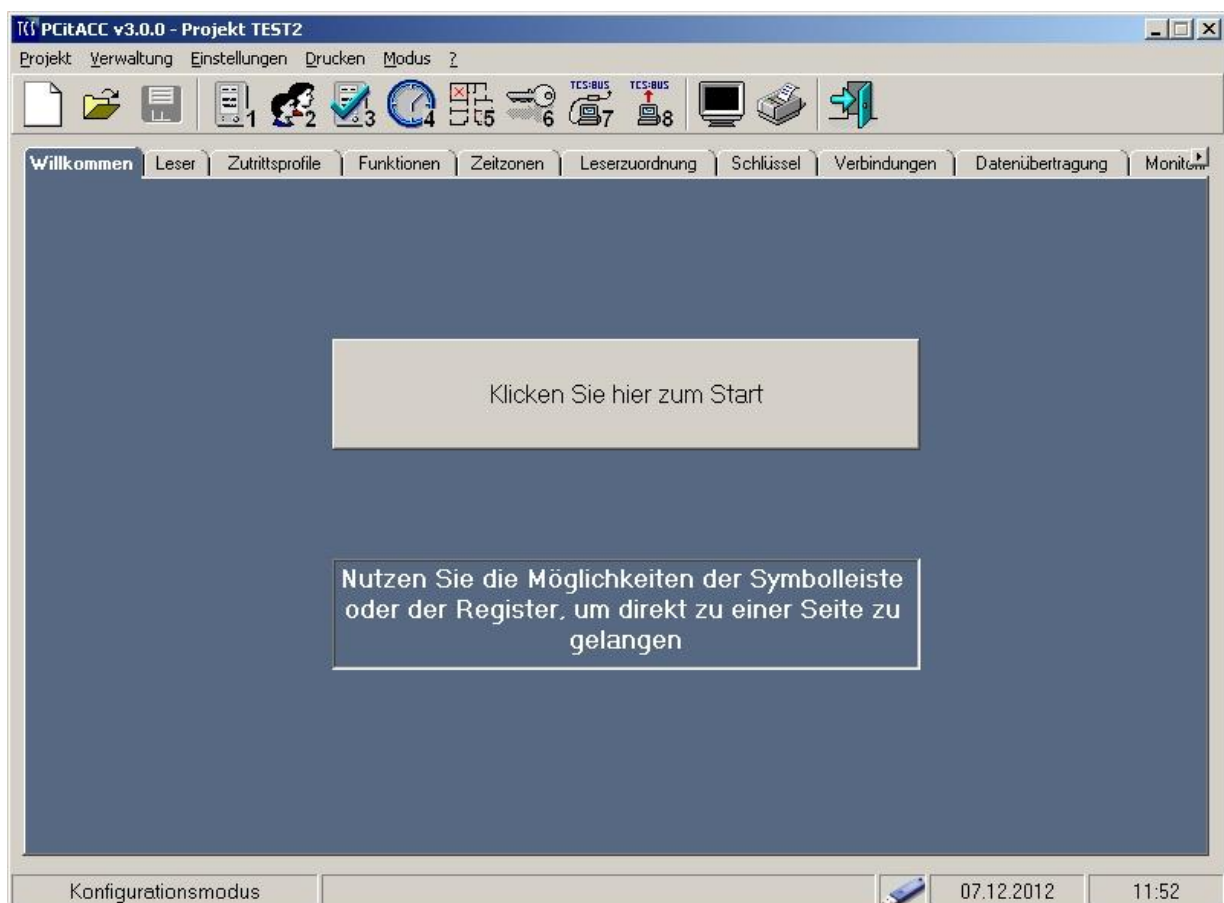 TCS PCitACC v3.0.0 - Projekt TEST2
Projekt Verwaltung Einstellungen Drucken Modus ?
1 2 3 4 5 6 TCS:BUS 7 TCS:BUS 8
Willkommen Leser Zutrittsprofile Funktionen Zeitzonen Leserzuordnung Schlüssel Verbindungen Datenübertragung
Klicken Sie hier zum Start
Nutzen Sie die Möglichkeiten der Symbolleiste
oder der Register, um direkt zu einer Seite zu
gelangen
Konfigurationsmodus 07.12.2012 11:52